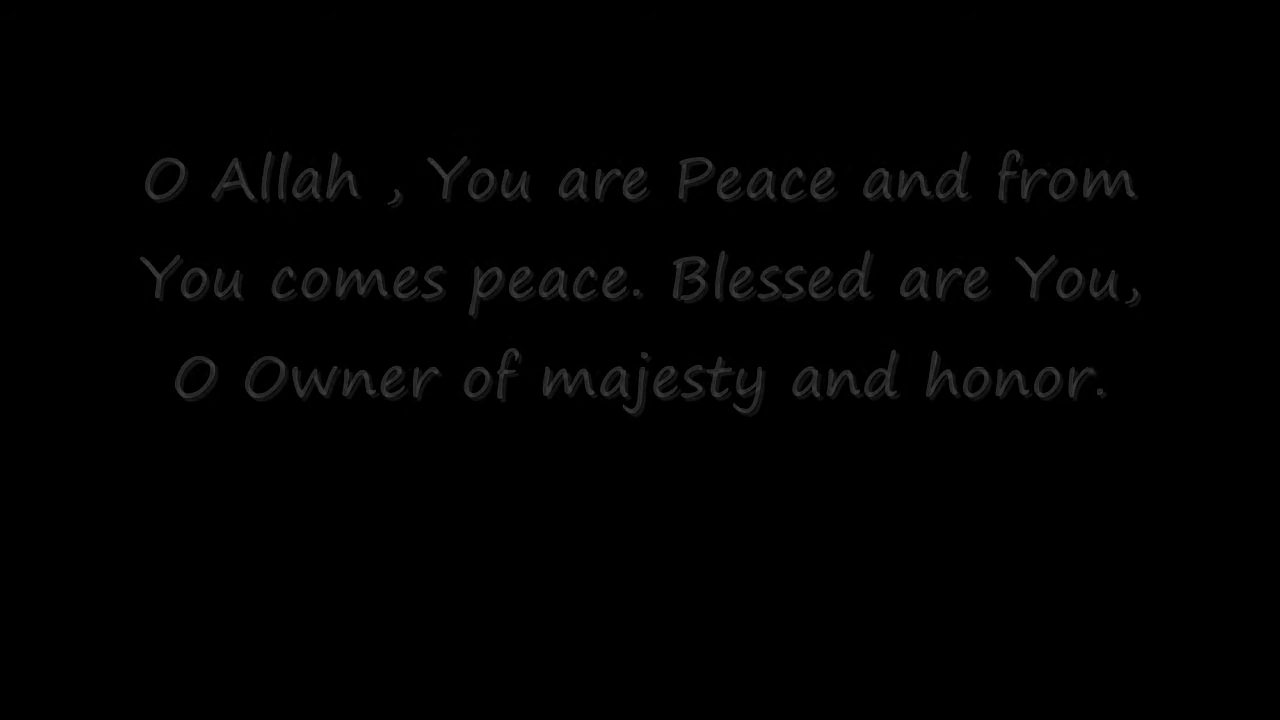 O Allah , You are Peace and from
You comes peace. Blessed are You,
O Owner of majesty and honor.